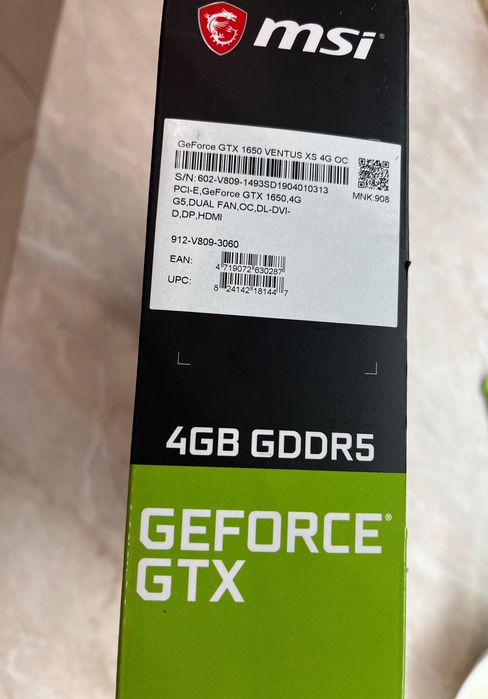 msi
GeForce GTX 1650 VENTUS XS 4G OC
S/N:602-V809-1493SD1904010313
PCI-E,GeForce GTX 1650,4G
G5,DUAL FAN,OC,DL-DVI-
D,DP,HDMI
MNK:908
912-V809-3060
EAN:
4 719072 630287
UPC:
8 24142 18144 7
4GB GDDR5
GEFORCE®
GTX